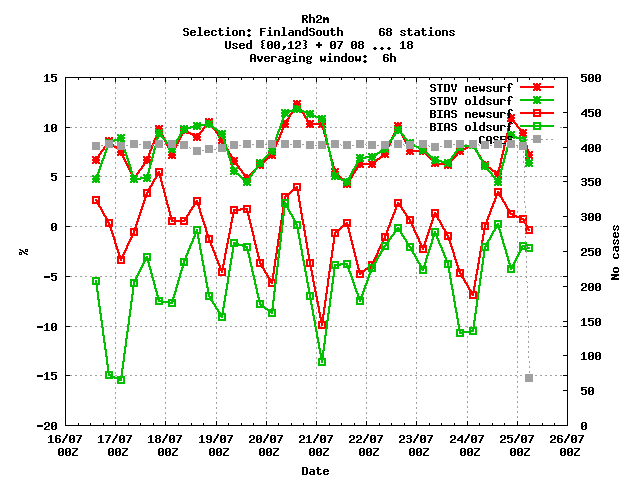 Rh2m
Selection: FinlandSouth 68 stations
Used {00,12} + 07 08 ... 18
Averaging window: 6h
STDV newsurf
STDV oldsurf
BIAS newsurf
BIAS oldsurf
cases
15
10
5
0
-5
-10
-15
-20
%
500
450
400
350
300
250
200
150
100
50
0
No cases
16/07 17/07 18/07 19/07 20/07 21/07 22/07 23/07 24/07 25/07 26/07
00Z 00Z 00Z 00Z 00Z 00Z 00Z 00Z 00Z 00Z 00Z
Date